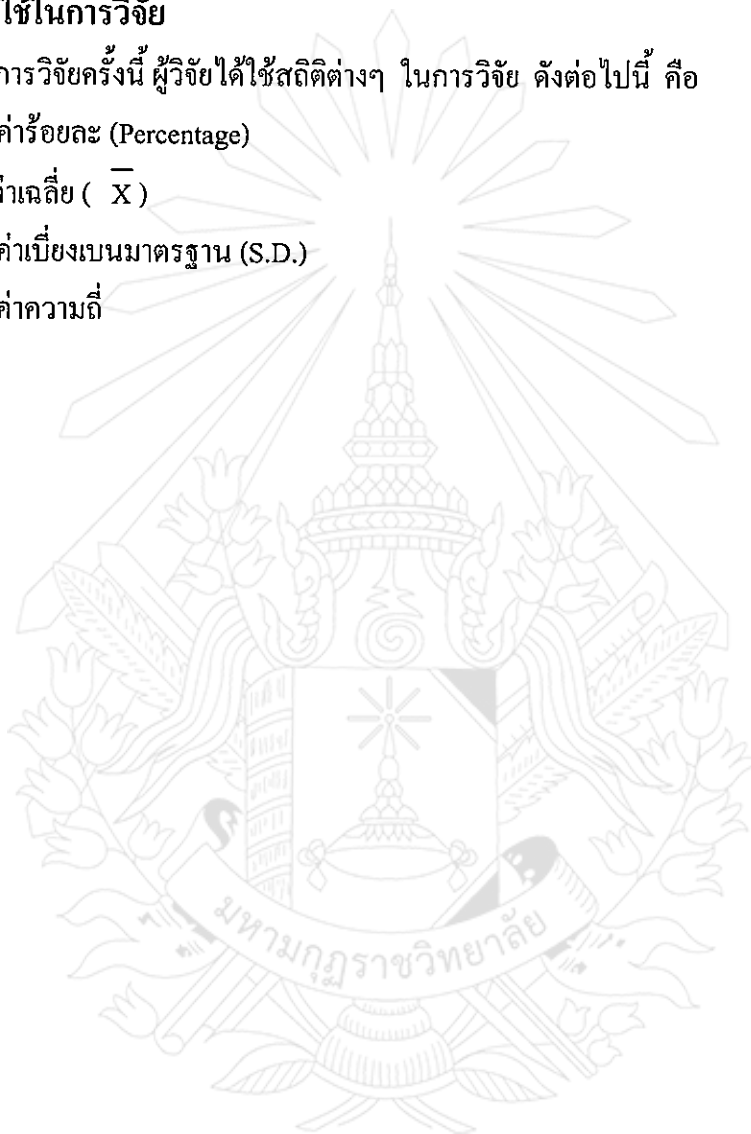 ใช้ในการวิจัย
การวิจัยครั้งนี้ ผู้วิจัยได้ใช้สถิติต่างๆ ในการวิจัย ดังต่อไปนี้ คือ
ค่าร้อยละ (Percentage)
ค่าเฉลี่ย ( X̄ )
ค่าเบี่ยงเบนมาตรฐาน (S.D.)
ค่าความถี่
มหามกุฏราชวิทยาลัย